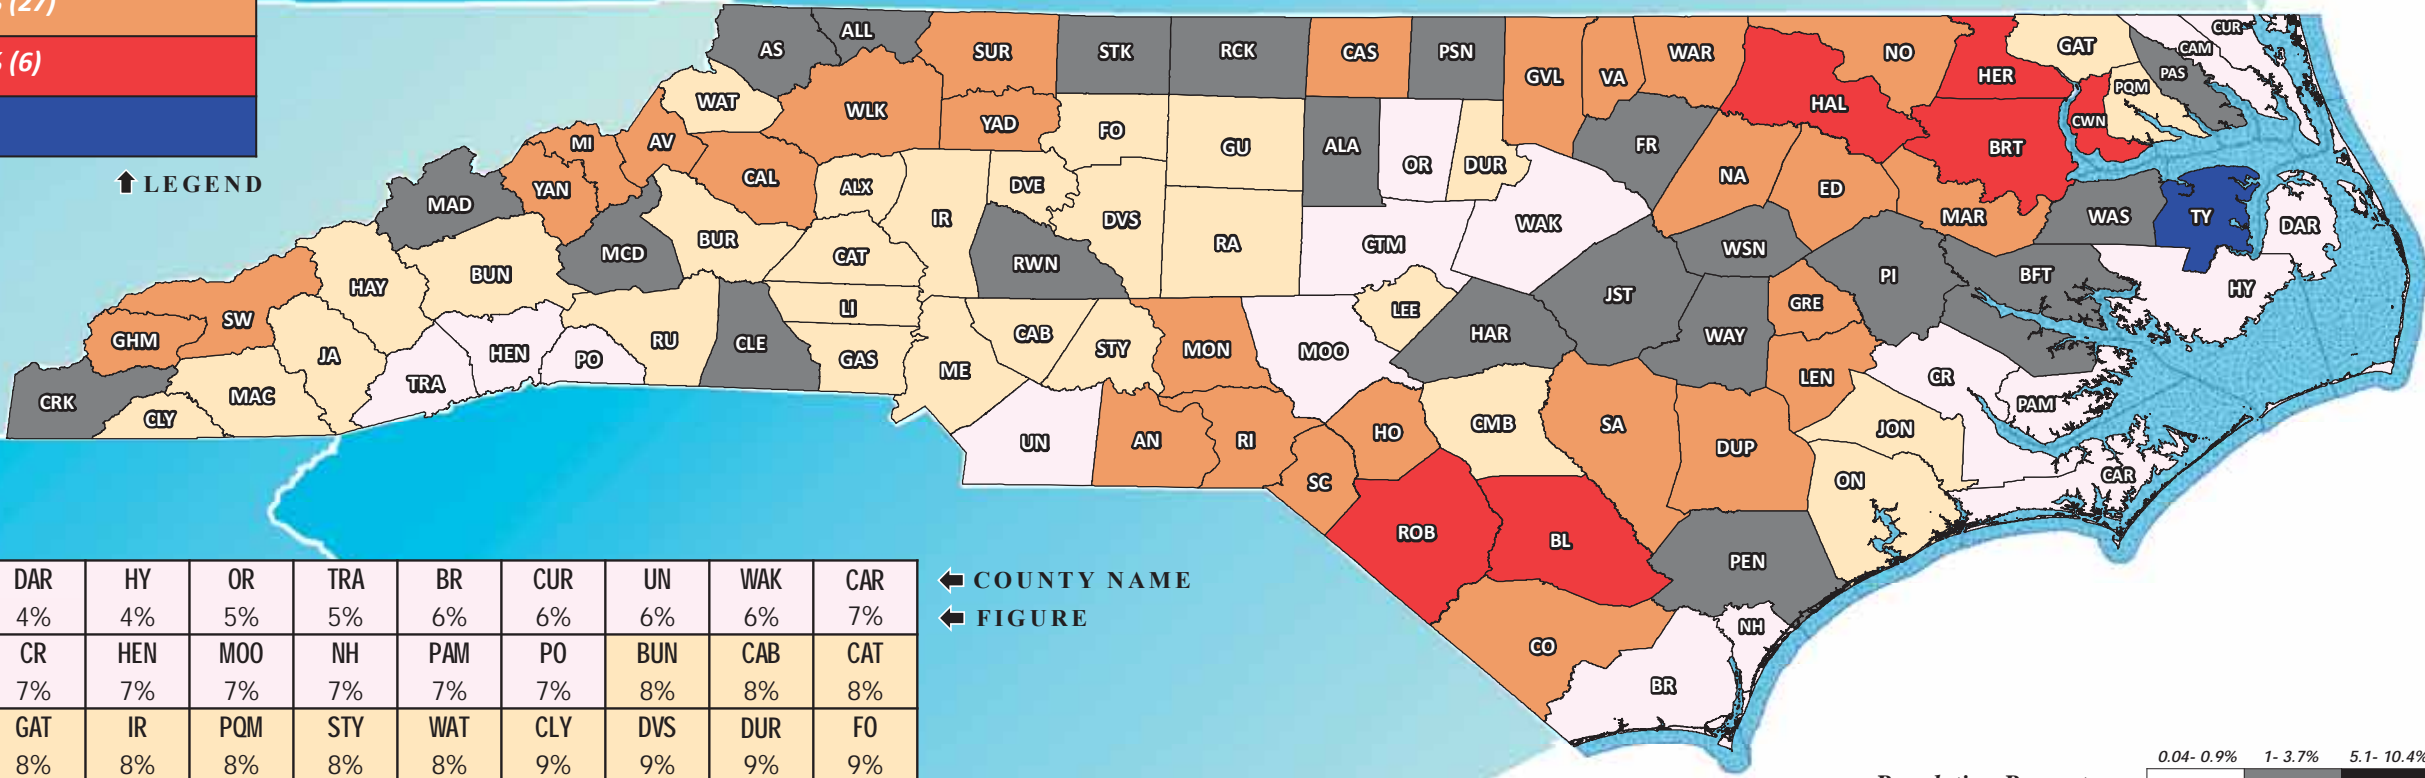 (27)
(6)
LEGEND
AS
ALL
SUR
STK
RCK
CAS
PSN
GVL
VA
WAR
NO
HER
GAT
CAM
CUR
PAS
PQM
CWN
HAL
BRT
WAT
WLK
YAD
FO
GU
ALA
OR
DUR
FR
NA
ED
MAR
WAS
TY
DAR
MI
AV
YAN
CAL
ALX
IR
DVE
DVS
RA
CTM
WAK
WSN
MAD
MCD
BUR
CAT
RWN
BUN
HAY
SW
GHM
JA
MAC
CRK
CLY
TRA
HEN
PO
RU
CLE
LI
GAS
ME
CAB
STY
MON
MOO
LEE
HAR
JST
WAY
GRE
PI
BFT
HY
LEN
CR
PAM
JON
CAR
ON
UN
AN
RI
SC
HO
CMB
SA
DUP
ROB
BL
PEN
CO
BR
NH
DAR HY OR TRA BR CUR UN WAK CAR
4% 4% 5% 5% 6% 6% 6% 6% 7%
COUNTY NAME
FIGURE
CR HEN MOO NH PAM PO BUN CAB CAT
7% 7% 7% 7% 7% 7% 8% 8% 8%
GAT IR PQM STY WAT CLY DVS DUR FO
8% 8% 8% 8% 8% 9% 9% 9% 9%
0.04- 0.9% 1- 3.7% 5.1- 10.4%